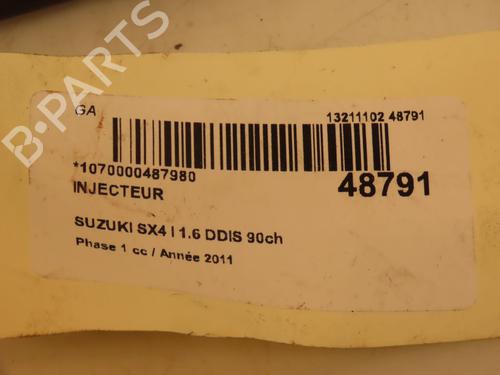 B-PARTS
GA
13211102 48791
*1070000487980
48791
INJECTEUR
SUZUKI SX4 I 1.6 DDIS 90ch
Phase 1 cc / Année 2011